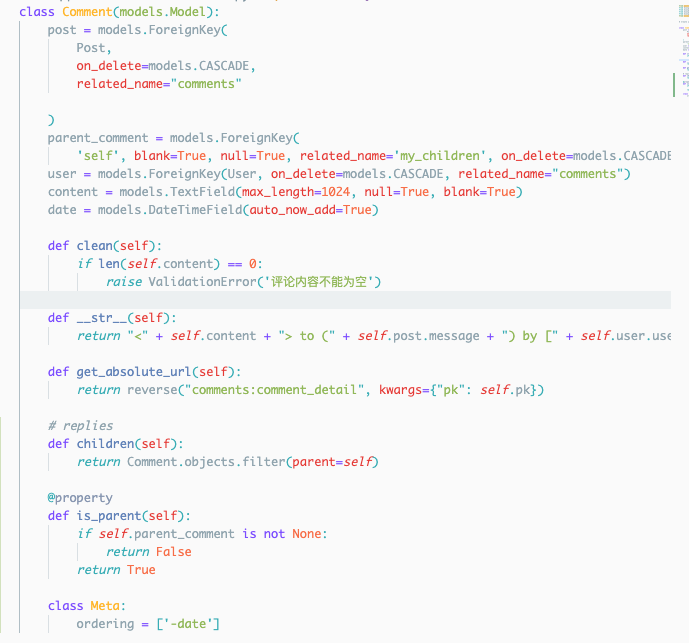 class Comment(models.Model):
    post = models.ForeignKey(
        Post,
        on_delete=models.CASCADE,
        related_name="comments"

    )
    parent_comment = models.ForeignKey(
        'self', blank=True, null=True, related_name='my_children', on_delete=models.CASCADE
    user = models.ForeignKey(User, on_delete=models.CASCADE, related_name="comments")
    content = models.TextField(max_length=1024, null=True, blank=True)
    date = models.DateTimeField(auto_now_add=True)

    def clean(self):
        if len(self.content) == 0:
            raise ValidationError('评论内容不能为空')

    def __str__(self):
        return "<" + self.content + "> to (" + self.post.message + ") by [" + self.user.use

    def get_absolute_url(self):
        return reverse("comments:comment_detail", kwargs={"pk": self.pk})

    # replies
    def children(self):
        return Comment.objects.filter(parent=self)

    @property
    def is_parent(self):
        if self.parent_comment is not None:
            return False
        return True

    class Meta:
        ordering = ['-date']